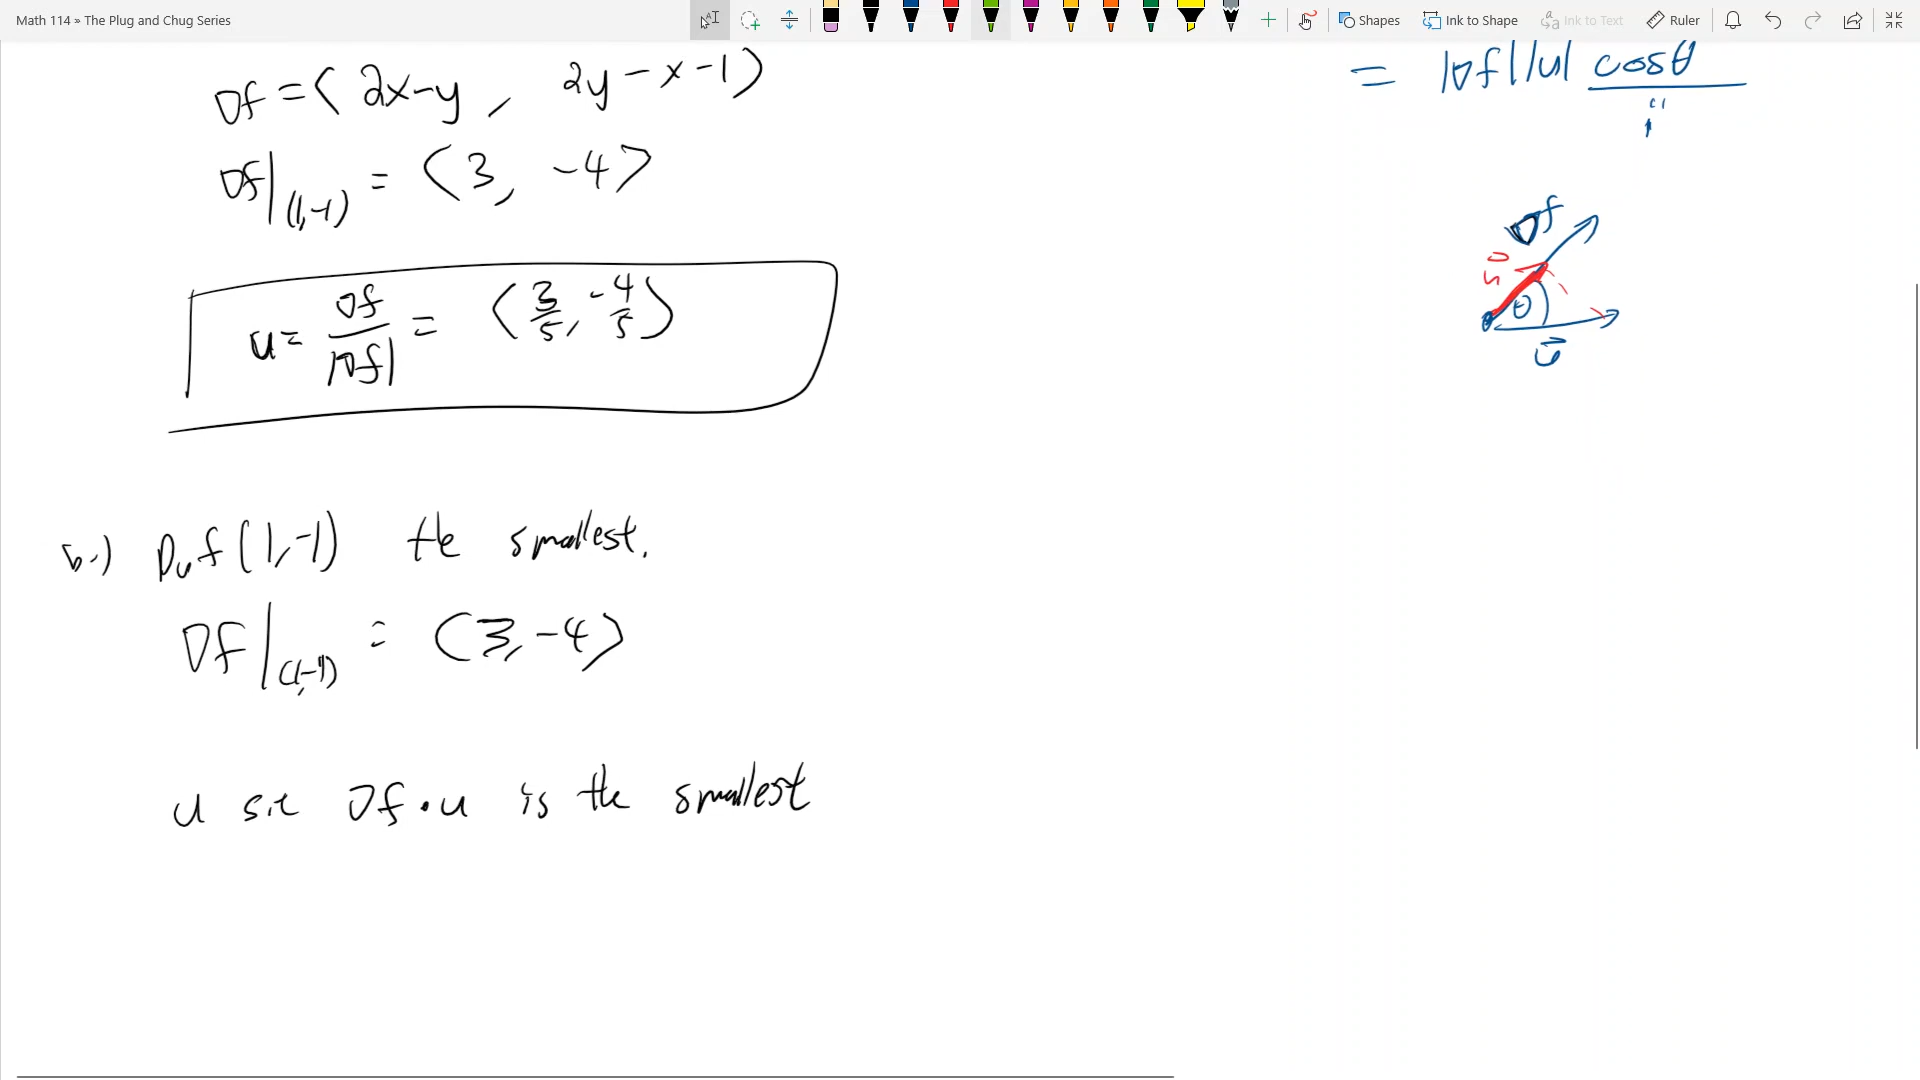 Math 114 » The Plug and Chug Series
Shapes
Ink to Shape
Ink to Text
Ruler
∇f = ⟨ 2x-y , 2y-x-1 ⟩
∇f|(1,-1) = ⟨3, -4⟩
u = ∇f/|∇f| = ⟨3/5, -4/5⟩
b.) Duf(1,-1) the smallest.
∇f|(1,-1) = ⟨3, -4⟩
u s.t ∇f•u is the smallest
= |∇f||u| cosθ
"
1
∇f
u
θ